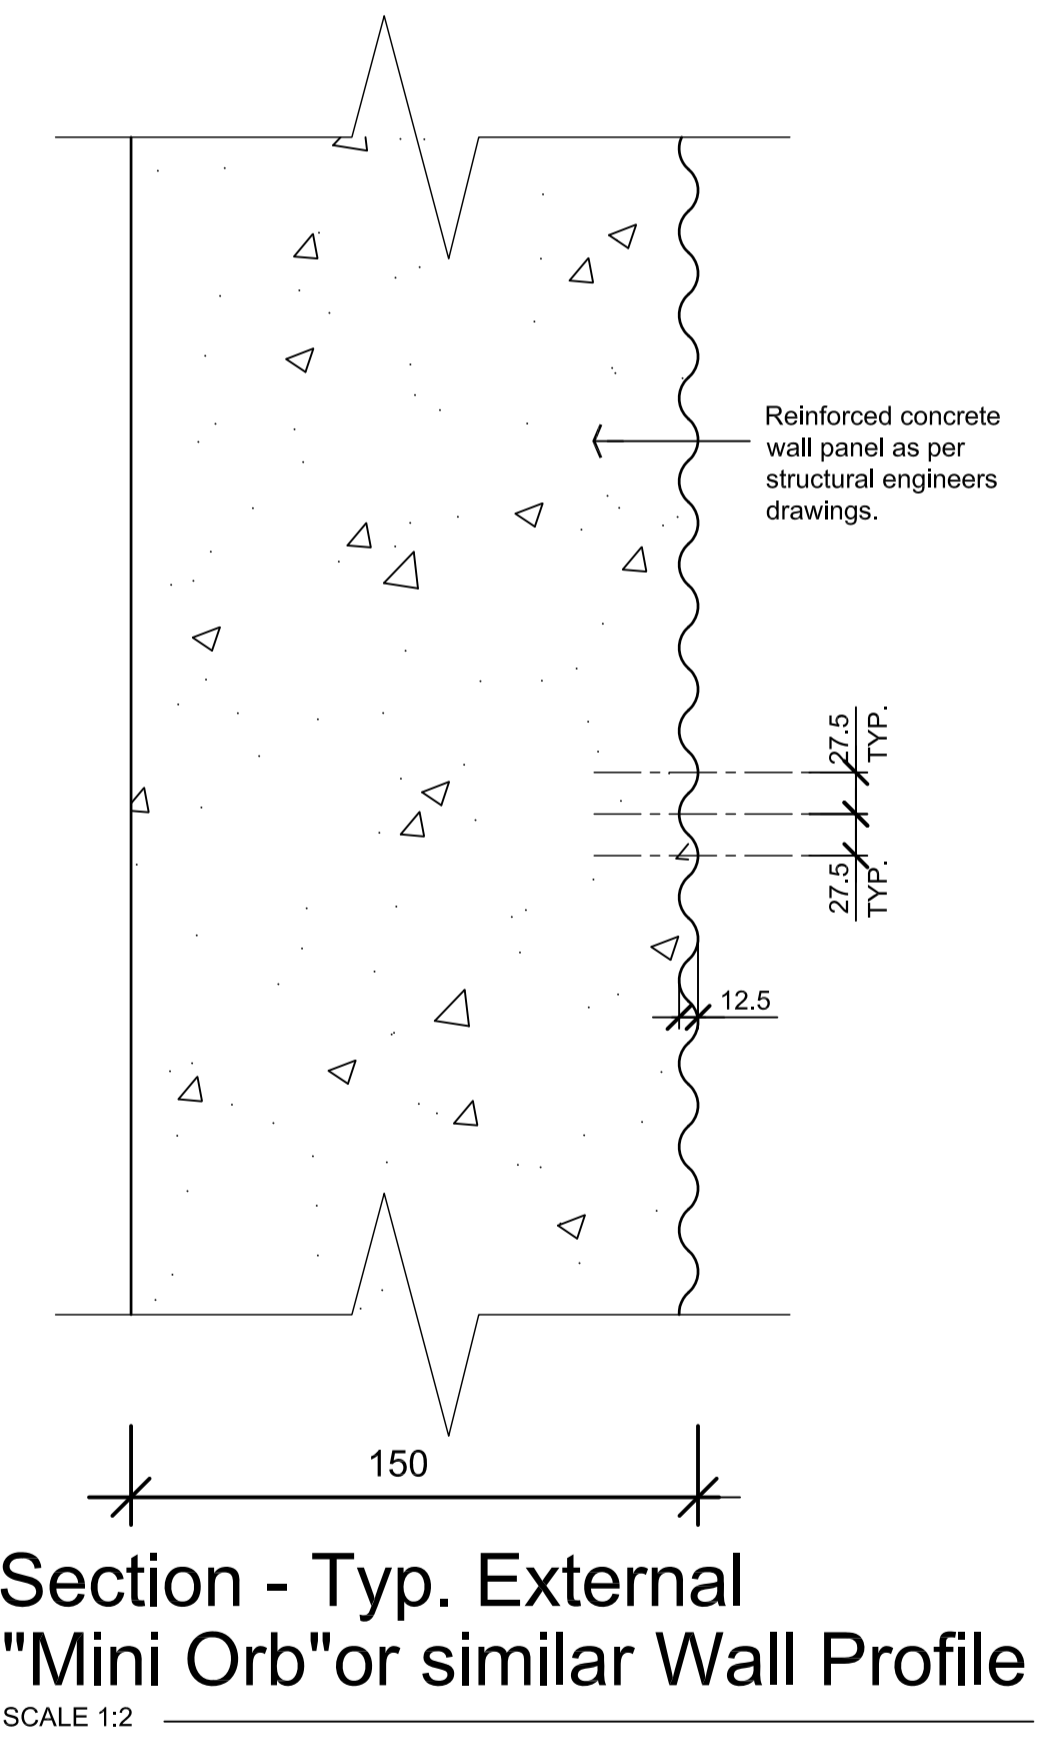 Reinforced concrete
wall panel as per
structural engineers
drawings.
27.5
TYP.
27.5
TYP.
12.5
150
Section - Typ. External
"Mini Orb"or similar Wall Profile
SCALE 1:2